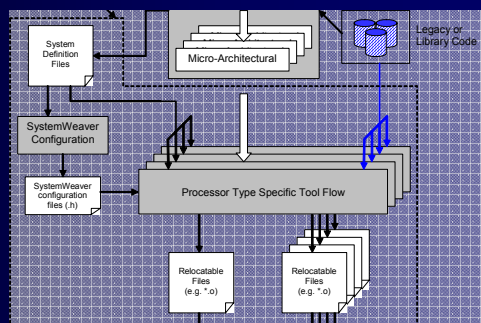 System
Definition
Files
Micro-Architectural
Legacy or
Library Code
SystemWeaver
Configuration
SystemWeaver
configuration
files (.h)
Processor Type Specific Tool Flow
Relocatable
Files
(e.g. *.o)
Relocatable
Files
(e.g. *.o)